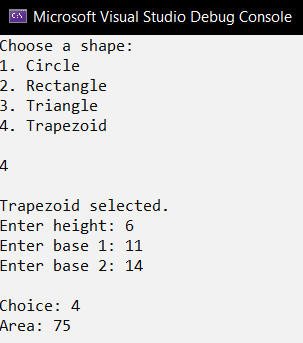 Microsoft Visual Studio Debug Console
Choose a shape:
1. Circle
2. Rectangle
3. Triangle
4. Trapezoid
4
Trapezoid selected.
Enter height: 6
Enter base 1: 11
Enter base 2: 14
Choice: 4
Area: 75